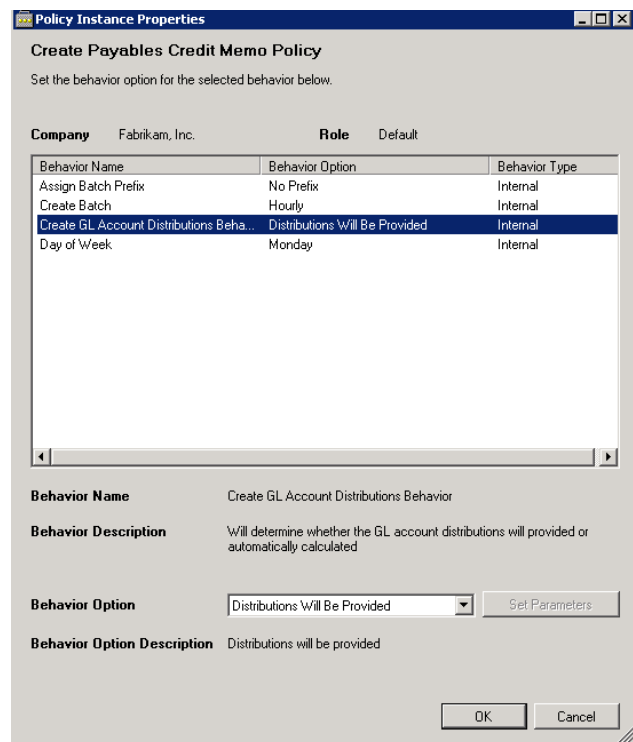 Policy Instance Properties
Create Payables Credit Memo Policy
Set the behavior option for the selected behavior below.
Company Fabrikam, Inc. Role Default
Behavior Name Behavior Option Behavior Type
Assign Batch Prefix No Prefix Internal
Create Batch Hourly Internal
Create GL Account Distributions Beha... Distributions Will Be Provided Internal
Day of Week Monday Internal
Behavior Name Create GL Account Distributions Behavior
Behavior Description Will determine whether the GL account distributions will provided or
automatically calculated
Behavior Option Distributions Will Be Provided Set Parameters
Behavior Option Description Distributions will be provided
OK Cancel